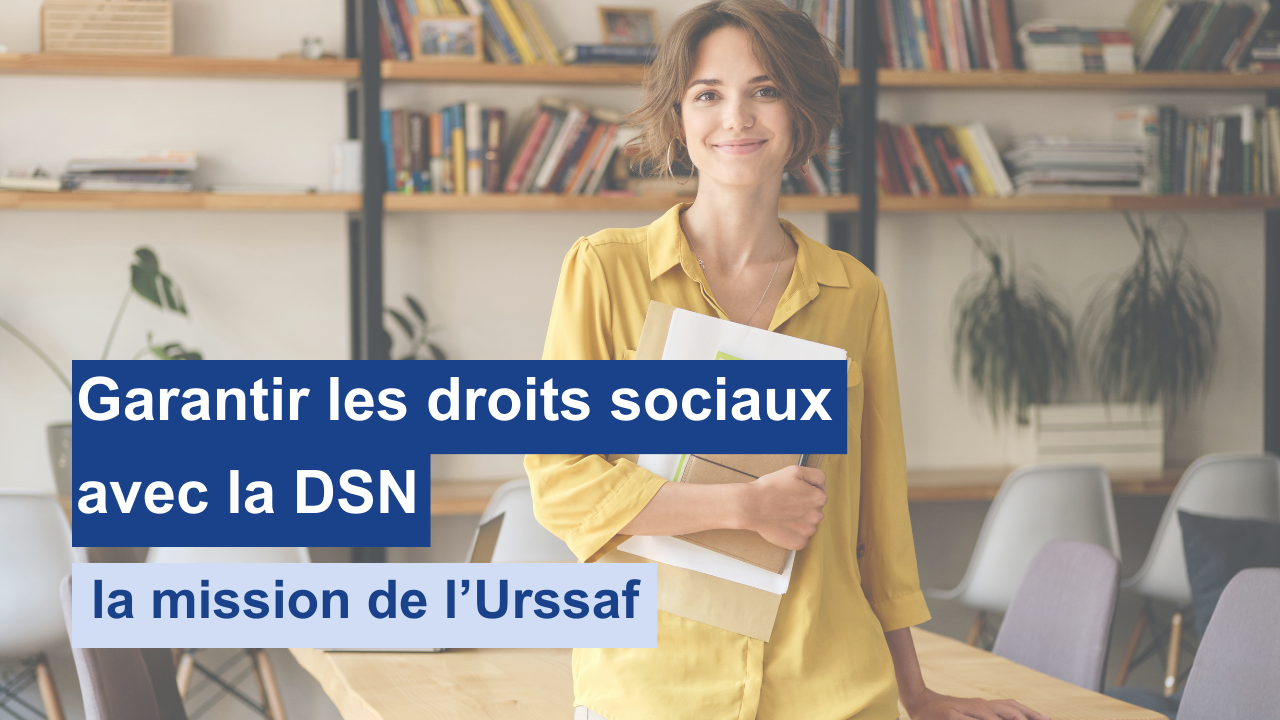 Garantir les droits sociaux
avec la DSN
la mission de l’Urssaf